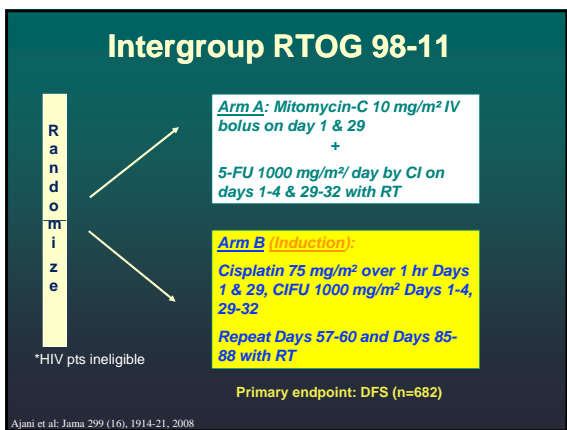 Intergroup RTOG 98-11
Randomize
Arm A: Mitomycin-C 10 mg/m² IV
bolus on day 1 & 29
+
5-FU 1000 mg/m²/ day by CI on
days 1-4 & 29-32 with RT
Arm B (Induction):
Cisplatin 75 mg/m² over 1 hr Days
1 & 29, CIFU 1000 mg/m² Days 1-4,
29-32
Repeat Days 57-60 and Days 85-
88 with RT
*HIV pts ineligible
Primary endpoint: DFS (n=682)
Ajani et al: Jama 299 (16), 1914-21, 2008